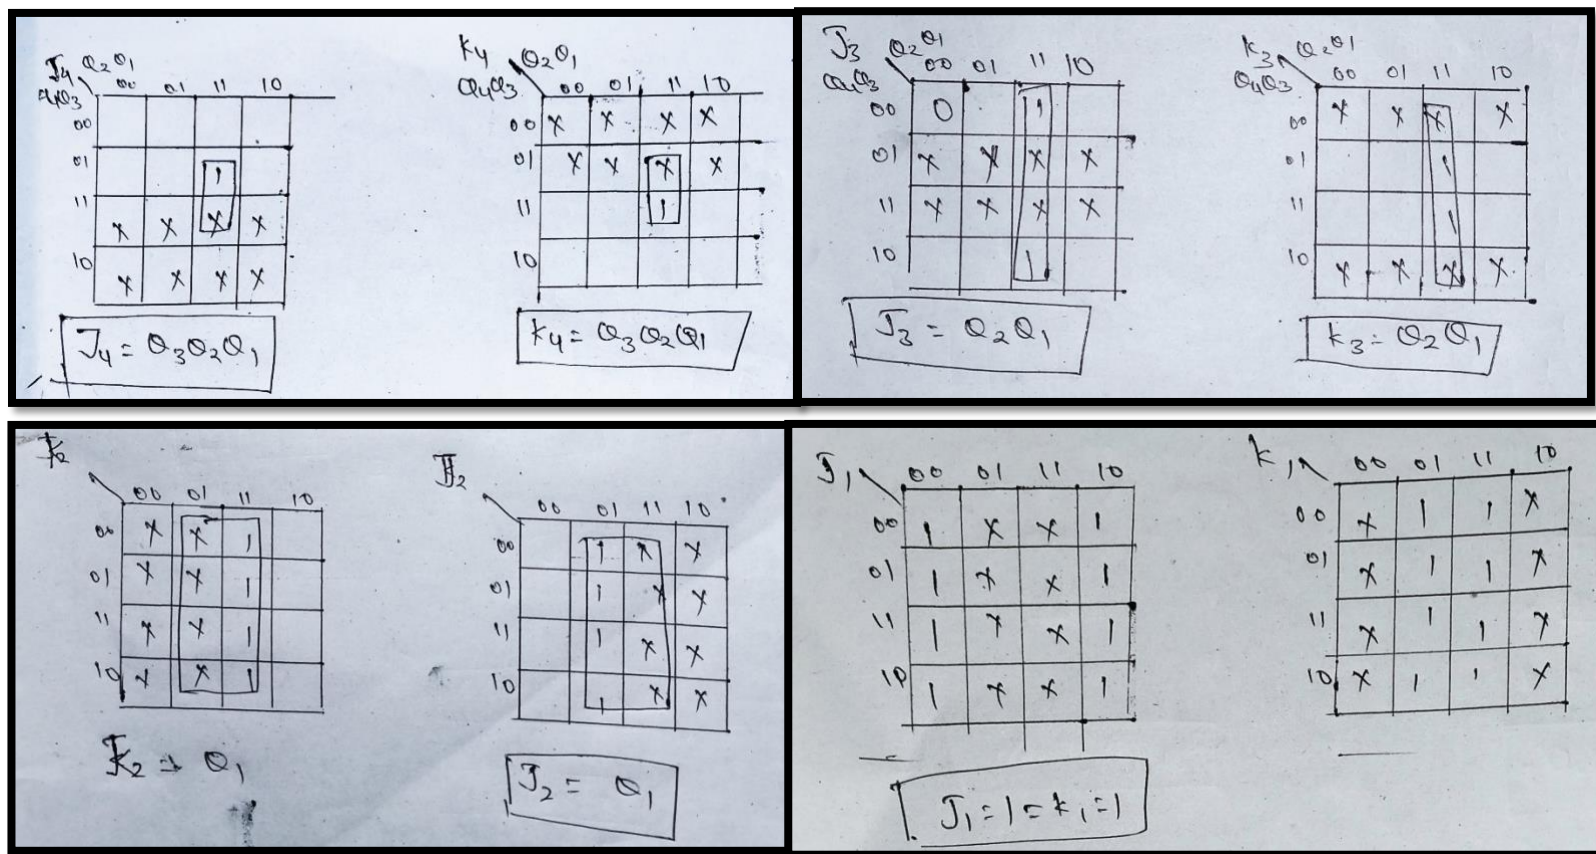 J4 Q2Q1
Q4Q3 00 01 11 10
00
01 1
11 X X X X
10 X X X X
J4 = Q3Q2Q1
K4 Q2Q1
Q4Q3 00 01 11 10
00 X X X X
01 X X X X
11 1
10
K4 = Q3Q2Q1
J3 Q2Q1
Q4Q3 00 01 11 10
00 0 1
01 X X X X
11 X X X X
10 1
J3 = Q2Q1
K3 Q2Q1
Q4Q3 00 01 11 10
00 X X X X
01 1
11 1
10 X X X X
K3 = Q2Q1
K2
00 01 11 10
00 X X 1
01 X X 1
11 X X 1
10 X X 1
K2 = Q1
J2
00 01 11 10
00 1 X X
01 1 X X
11 1 X X
10 1 X X
J2 = Q1
J1 00 01 11 10
00 1 X X 1
01 1 X X 1
11 1 X X 1
10 1 X X 1
J1 = 1 = K1 = 1
K1 00 01 11 10
00 X 1 1 X
01 X 1 1 X
11 X 1 1 X
10 X 1 1 X